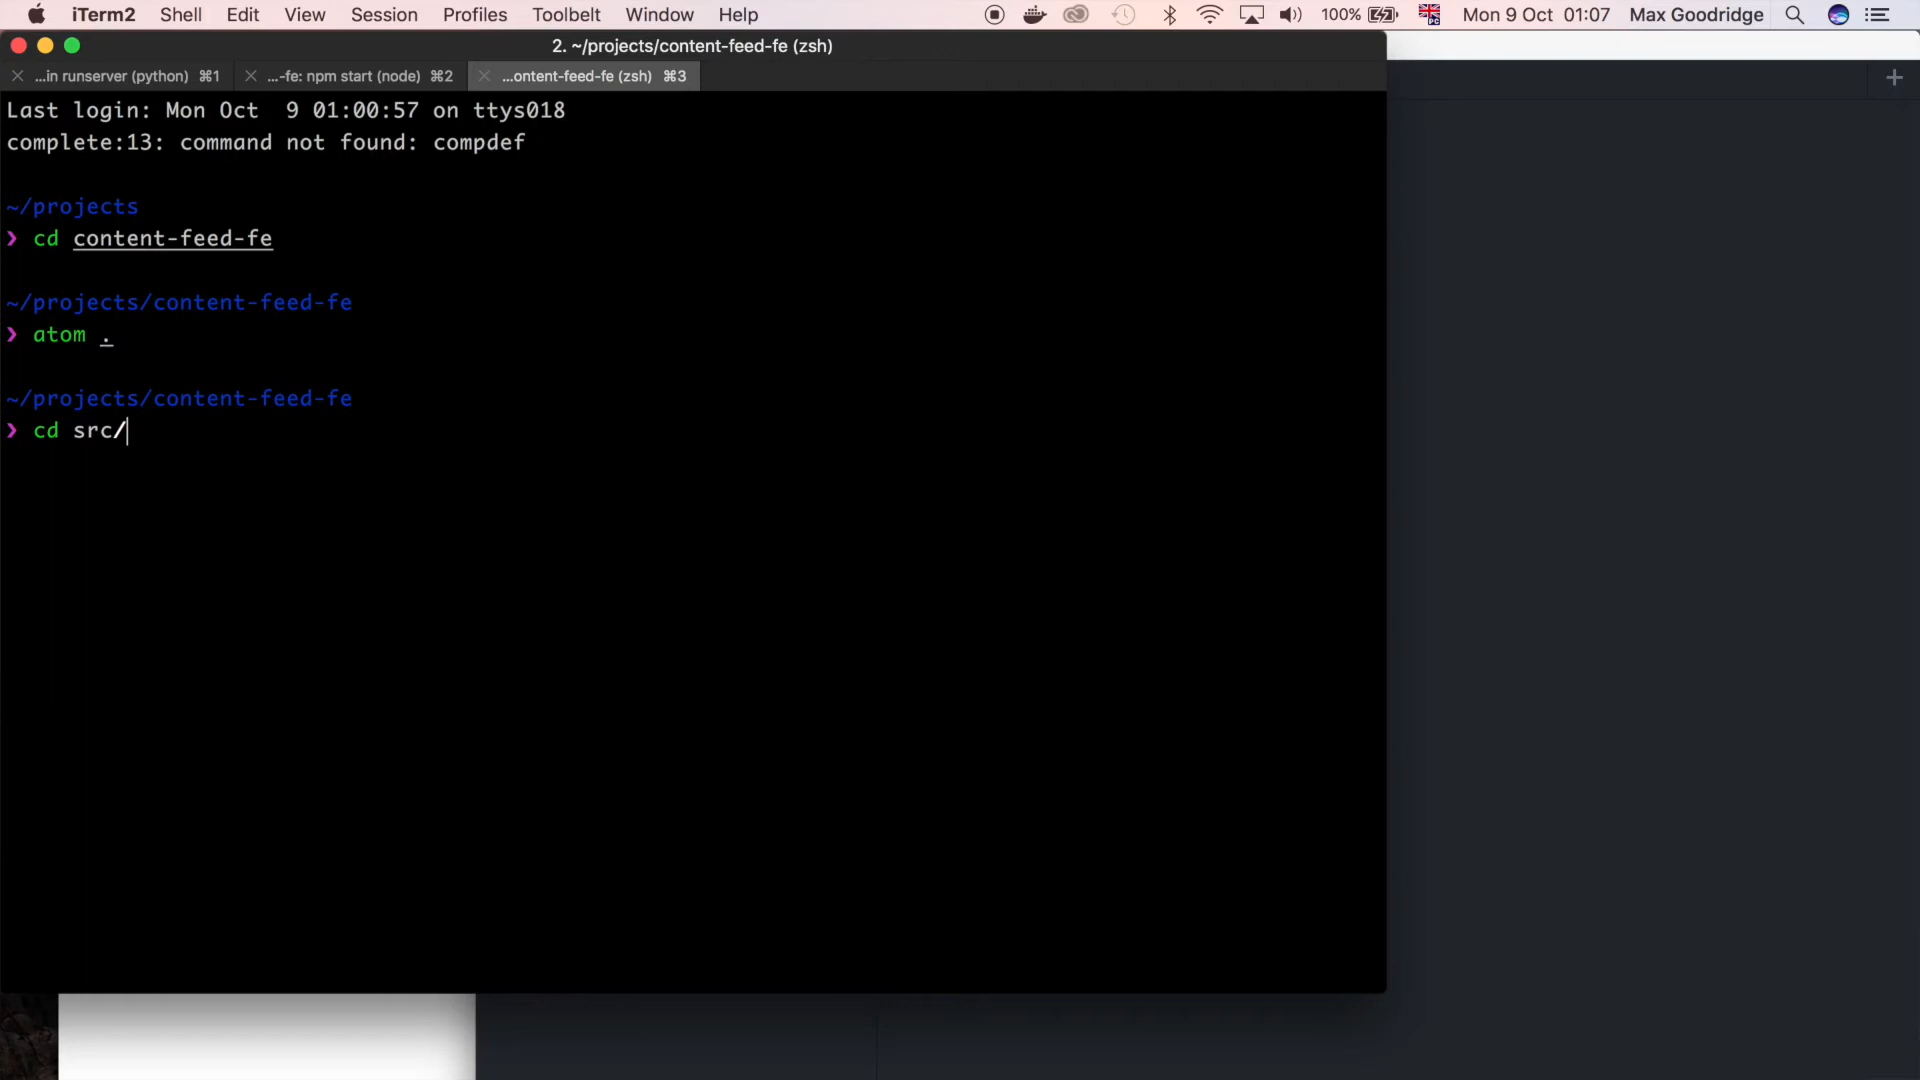 iTerm2 Shell Edit View Session Profiles Toolbelt Window Help 100% Mon 9 Oct 01:07 Max Goodridge
2. ~/projects/content-feed-fe (zsh)
...in runserver (python) ⌘1 ...-fe: npm start (node) ⌘2 ...ontent-feed-fe (zsh) ⌘3
Last login: Mon Oct  9 01:00:57 on ttys018
complete:13: command not found: compdef
~/projects
❯ cd content-feed-fe
~/projects/content-feed-fe
❯ atom .
~/projects/content-feed-fe
❯ cd src/